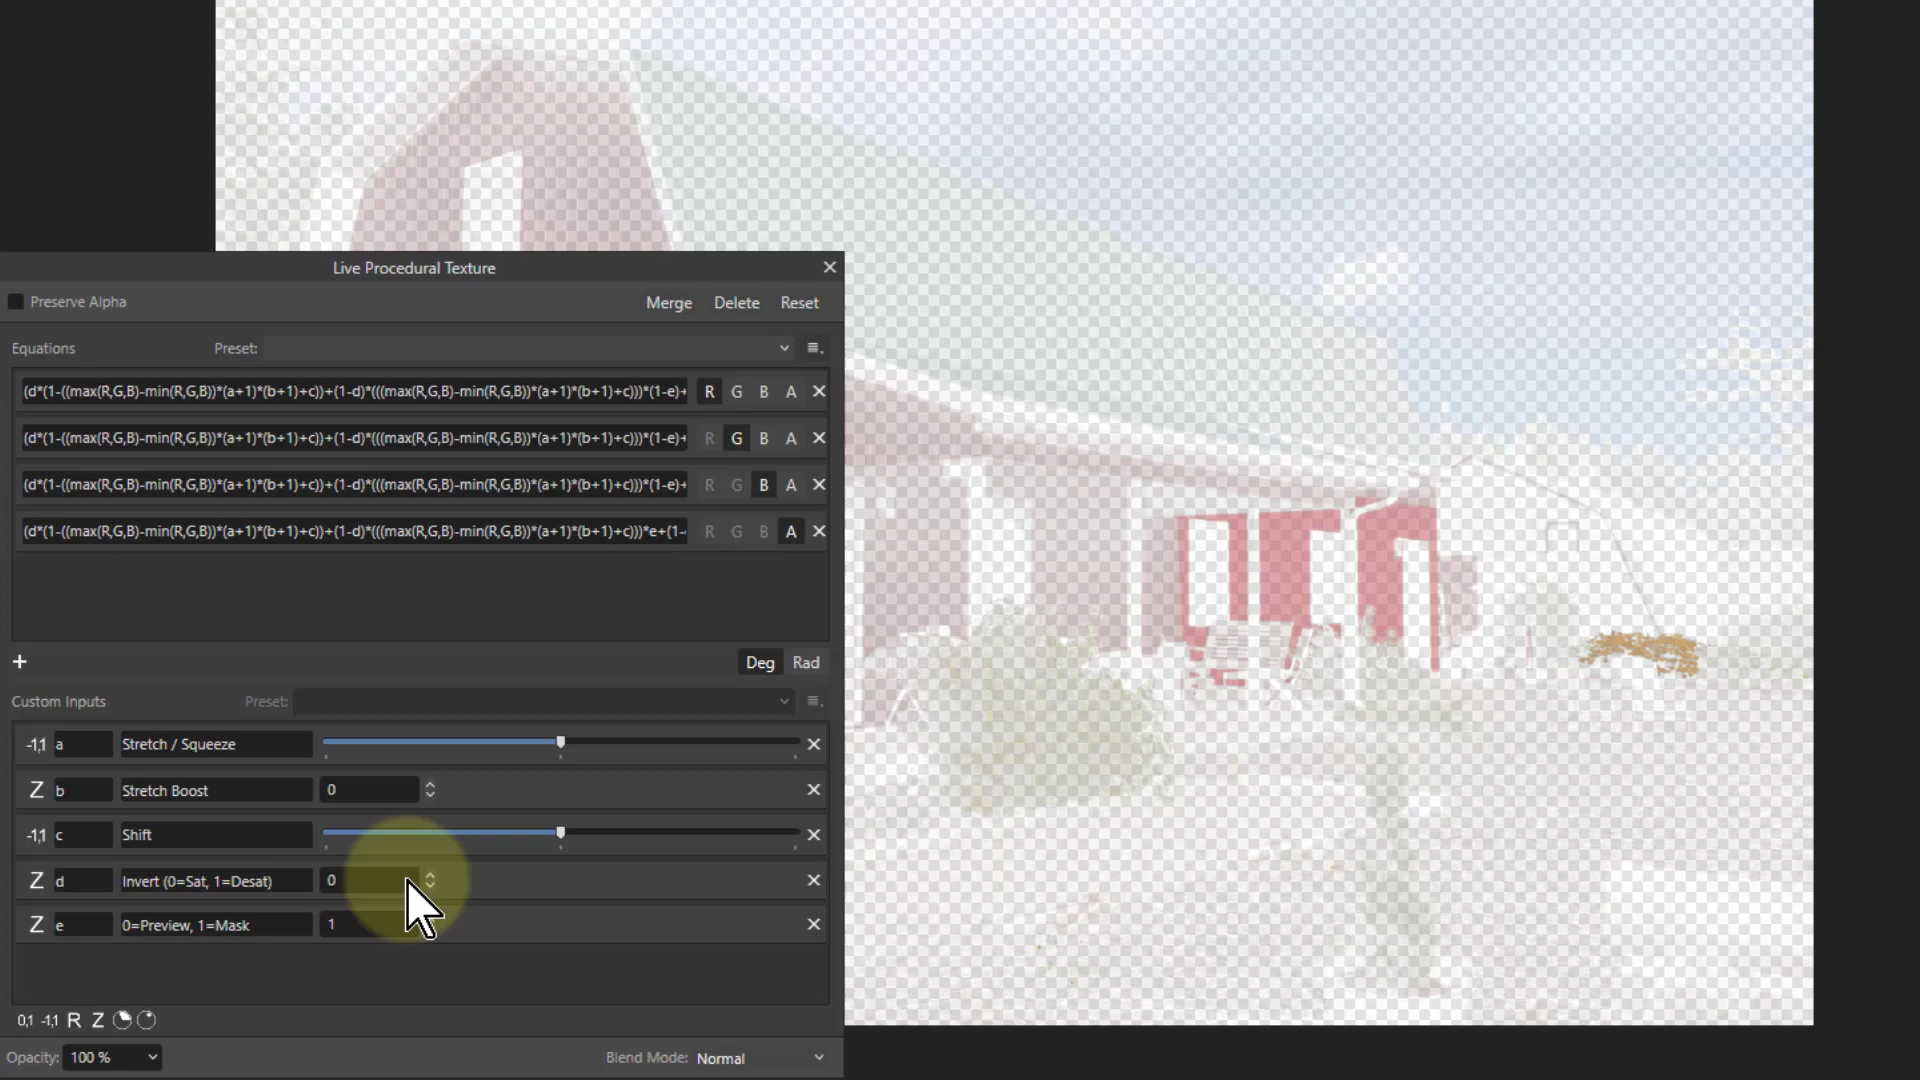 Live Procedural Texture
Preserve Alpha
Merge Delete Reset
Equations Preset:
(d*(1-((max(R,G,B)-min(R,G,B))*(a+1)*(b+1)+c))+(1-d)*(((max(R,G,B)-min(R,G,B))*(a+1)*(b+1)+c)))*(1-e)+ R G B A
(d*(1-((max(R,G,B)-min(R,G,B))*(a+1)*(b+1)+c))+(1-d)*(((max(R,G,B)-min(R,G,B))*(a+1)*(b+1)+c)))*(1-e)+ R G B A
(d*(1-((max(R,G,B)-min(R,G,B))*(a+1)*(b+1)+c))+(1-d)*(((max(R,G,B)-min(R,G,B))*(a+1)*(b+1)+c)))*(1-e)+ R G B A
(d*(1-((max(R,G,B)-min(R,G,B))*(a+1)*(b+1)+c))+(1-d)*(((max(R,G,B)-min(R,G,B))*(a+1)*(b+1)+c)))*e+(1- R G B A
Deg Rad
Custom Inputs Preset:
-1,1 a Stretch / Squeeze
Z b Stretch Boost 0
-1,1 c Shift
Z d Invert (0=Sat, 1=Desat) 0
Z e 0=Preview, 1=Mask 1
0,1 -1,1 R Z
Opacity: 100 % Blend Mode: Normal